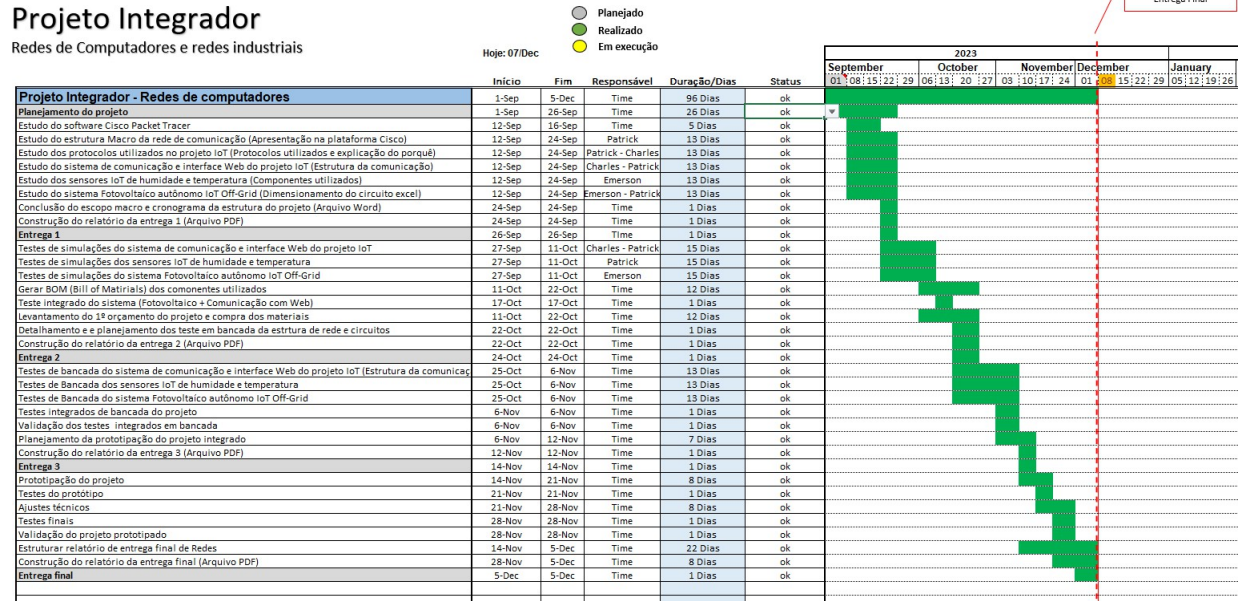 Projeto Integrador
Redes de Computadores e redes industriais
Planejado
Realizado
Em execução
Entrega Final
Hoje: 07/Dec
2023
September October November December January
Início Fim Responsável Duração/Dias Status 01 08 15 22 29 06 13 20 27 03 10 17 24 01 08 15 22 29 05 12 19 26
Projeto Integrador - Redes de computadores 1-Sep 5-Dec Time 96 Dias ok
Planejamento do projeto 1-Sep 26-Sep Time 26 Dias ok
Estudo do software Cisco Packet Tracer 12-Sep 16-Sep Time 5 Dias ok
Estudo do estrutura Macro da rede de comunicação (Apresentação na plataforma Cisco) 12-Sep 24-Sep Patrick 13 Dias ok
Estudo dos protocolos utilizados no projeto IoT (Protocolos utilizados e explicação do porquê) 12-Sep 24-Sep Patrick - Charles 13 Dias ok
Estudo do sistema de comunicação e interface Web do projeto IoT (Estrutura da comunicação) 12-Sep 24-Sep Charles - Patrick 13 Dias ok
Estudo dos sensores IoT de humidade e temperatura (Componentes utilizados) 12-Sep 24-Sep Emerson 13 Dias ok
Estudo do sistema Fotovoltaíco autônomo IoT Off-Grid (Dimensionamento do circuito excel) 12-Sep 24-Sep Emerson - Patrick 13 Dias ok
Conclusão do escopo macro e cronograma da estrutura do projeto (Arquivo Word) 24-Sep 24-Sep Time 1 Dias ok
Construção do relatório da entrega 1 (Arquivo PDF) 24-Sep 24-Sep Time 1 Dias ok
Entrega 1 26-Sep 26-Sep TIme 1 Dias ok
Testes de simulações do sistema de comunicação e interface Web do projeto IoT 27-Sep 11-Oct Charles - Patrick 15 Dias ok
Testes de simulações dos sensores IoT de humidade e temperatura 27-Sep 11-Oct Patrick 15 Dias ok
Testes de simulações do sistema Fotovoltaíco autônomo IoT Off-Grid 27-Sep 11-Oct Emerson 15 Dias ok
Gerar BOM (Bill of Matirials) dos comonentes utilizados 11-Oct 22-Oct Time 12 Dias ok
Teste integrado do sistema (Fotovoltaico + Comunicação com Web) 17-Oct 17-Oct Time 1 Dias ok
Levantamento do 1º orçamento do projeto e compra dos materiais 11-Oct 22-Oct Time 12 Dias ok
Detalhamento e e planejamento dos teste em bancada da estrtura de rede e circuitos 22-Oct 22-Oct Time 1 Dias ok
Construção do relatório da entrega 2 (Arquivo PDF) 22-Oct 22-Oct Time 1 Dias ok
Entrega 2 24-Oct 24-Oct Time 1 Dias ok
Testes de bancada do sistema de comunicação e interface Web do projeto IoT (Estrutura da comunicaç 25-Oct 6-Nov Time 13 Dias ok
Testes de Bancada dos sensores IoT de humidade e temperatura 25-Oct 6-Nov Time 13 Dias ok
Testes de Bancada do sistema Fotovoltaíco autônomo IoT Off-Grid 25-Oct 6-Nov Time 13 Dias ok
Testes integrados de bancada do projeto 6-Nov 6-Nov Time 1 Dias ok
Validação dos testes integrados em bancada 6-Nov 6-Nov Time 1 Dias ok
Planejamento da prototipação do projeto integrado 6-Nov 12-Nov Time 7 Dias ok
Construção do relatório da entrega 3 (Arquivo PDF) 12-Nov 12-Nov Time 1 Dias ok
Entrega 3 14-Nov 14-Nov Time 1 Dias ok
Prototipação do projeto 14-Nov 21-Nov Time 8 Dias ok
Testes do protótipo 21-Nov 21-Nov Time 1 Dias ok
Ajustes técnicos 21-Nov 28-Nov Time 8 Dias ok
Testes finais 28-Nov 28-Nov Time 1 Dias ok
Validação do projeto prototipado 28-Nov 28-Nov Time 1 Dias ok
Estruturar relatório de entrega final de Redes 14-Nov 5-Dec Time 22 Dias ok
Construção do relatório da entrega final (Arquivo PDF) 28-Nov 5-Dec Time 8 Dias ok
Entrega final 5-Dec 5-Dec Time 1 Dias ok